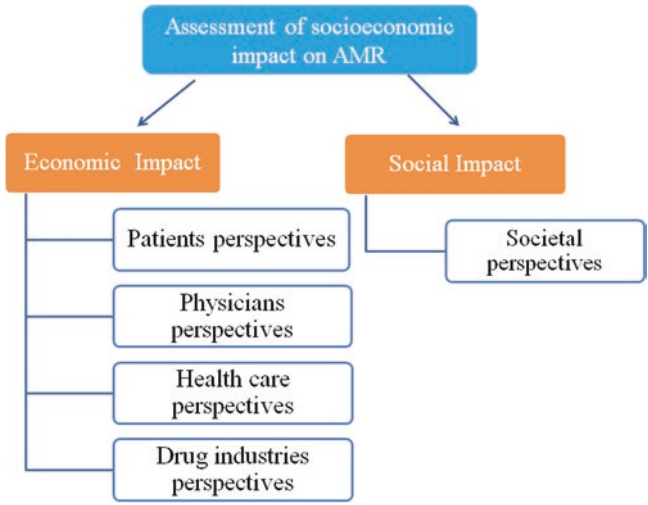 Assessment of socioeconomic
impact on AMR
Economic Impact
Social Impact
Patients perspectives
Societal
perspectives
Physicians
perspectives
Health care
perspectives
Drug industries
perspectives